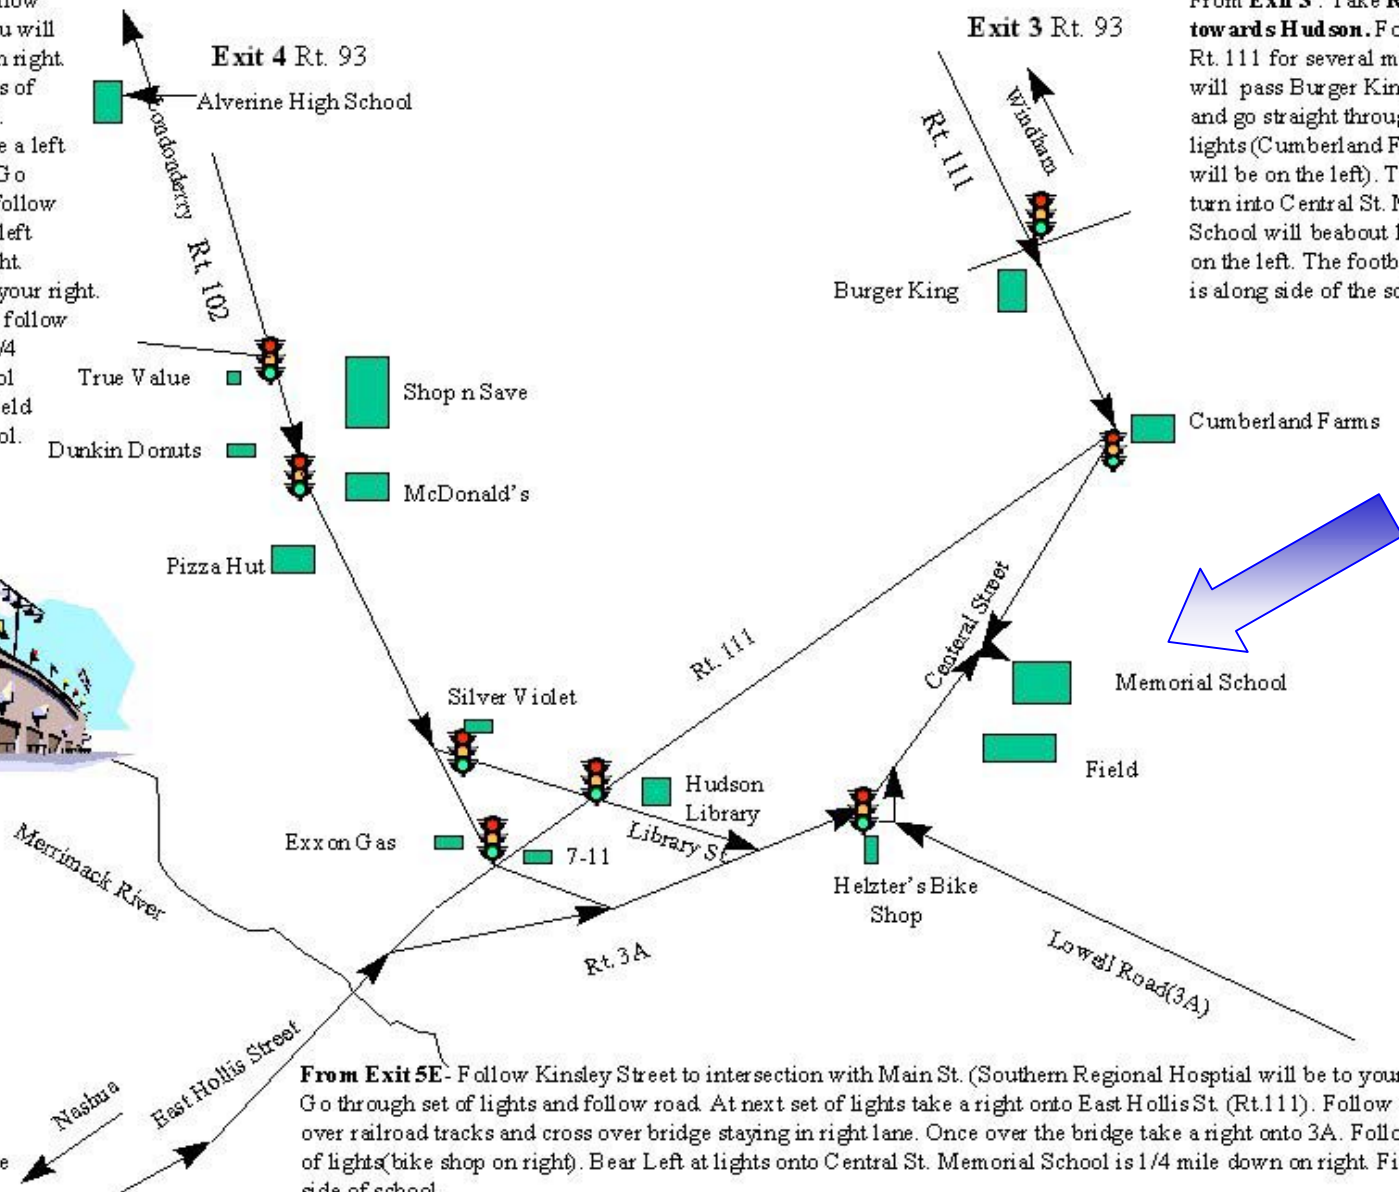 llow
u will
n right.
s of
.
e a left
Go
follow
left
ht.
your right.
follow
/4
ol
eld
ol.
Exit 4 Rt. 93
Alverine High School
Londonderry
Rt. 102
True Value
Shop n Save
Dunkin Donuts
McDonald's
Pizza Hut
Silver Violet
Exxon Gas
7-11
Hudson
Library
Library St.
Rt. 111
Merrimack River
Rt. 3A
East Hollis Street
Nashua
Exit 3 Rt. 93
Rt. 111
Windham
Burger King
Cumberland Farms
Centeral Street
Memorial School
Field
Helzter's Bike
Shop
Lowell Road(3A)
From Exit 3 . Take R
towards Hudson. Fo
Rt. 111 for several m
will pass Burger Kin
and go straight throug
lights (Cumberland F
will be on the left). T
turn into Central St. M
School will beabout 1
on the left. The footb
is along side of the sc
From Exit 5E- Follow Kinsley Street to intersection with Main St. (Southern Regional Hosptial will be to your
Go through set of lights and follow road. At next set of lights take a right onto East Hollis St. (Rt.111). Follow
over railroad tracks and cross over bridge staying in right lane. Once over the bridge take a right onto 3A. Follo
of lights(bike shop on right). Bear Left at lights onto Central St. Memorial School is 1/4 mile down on right. Fi
side of school.
e